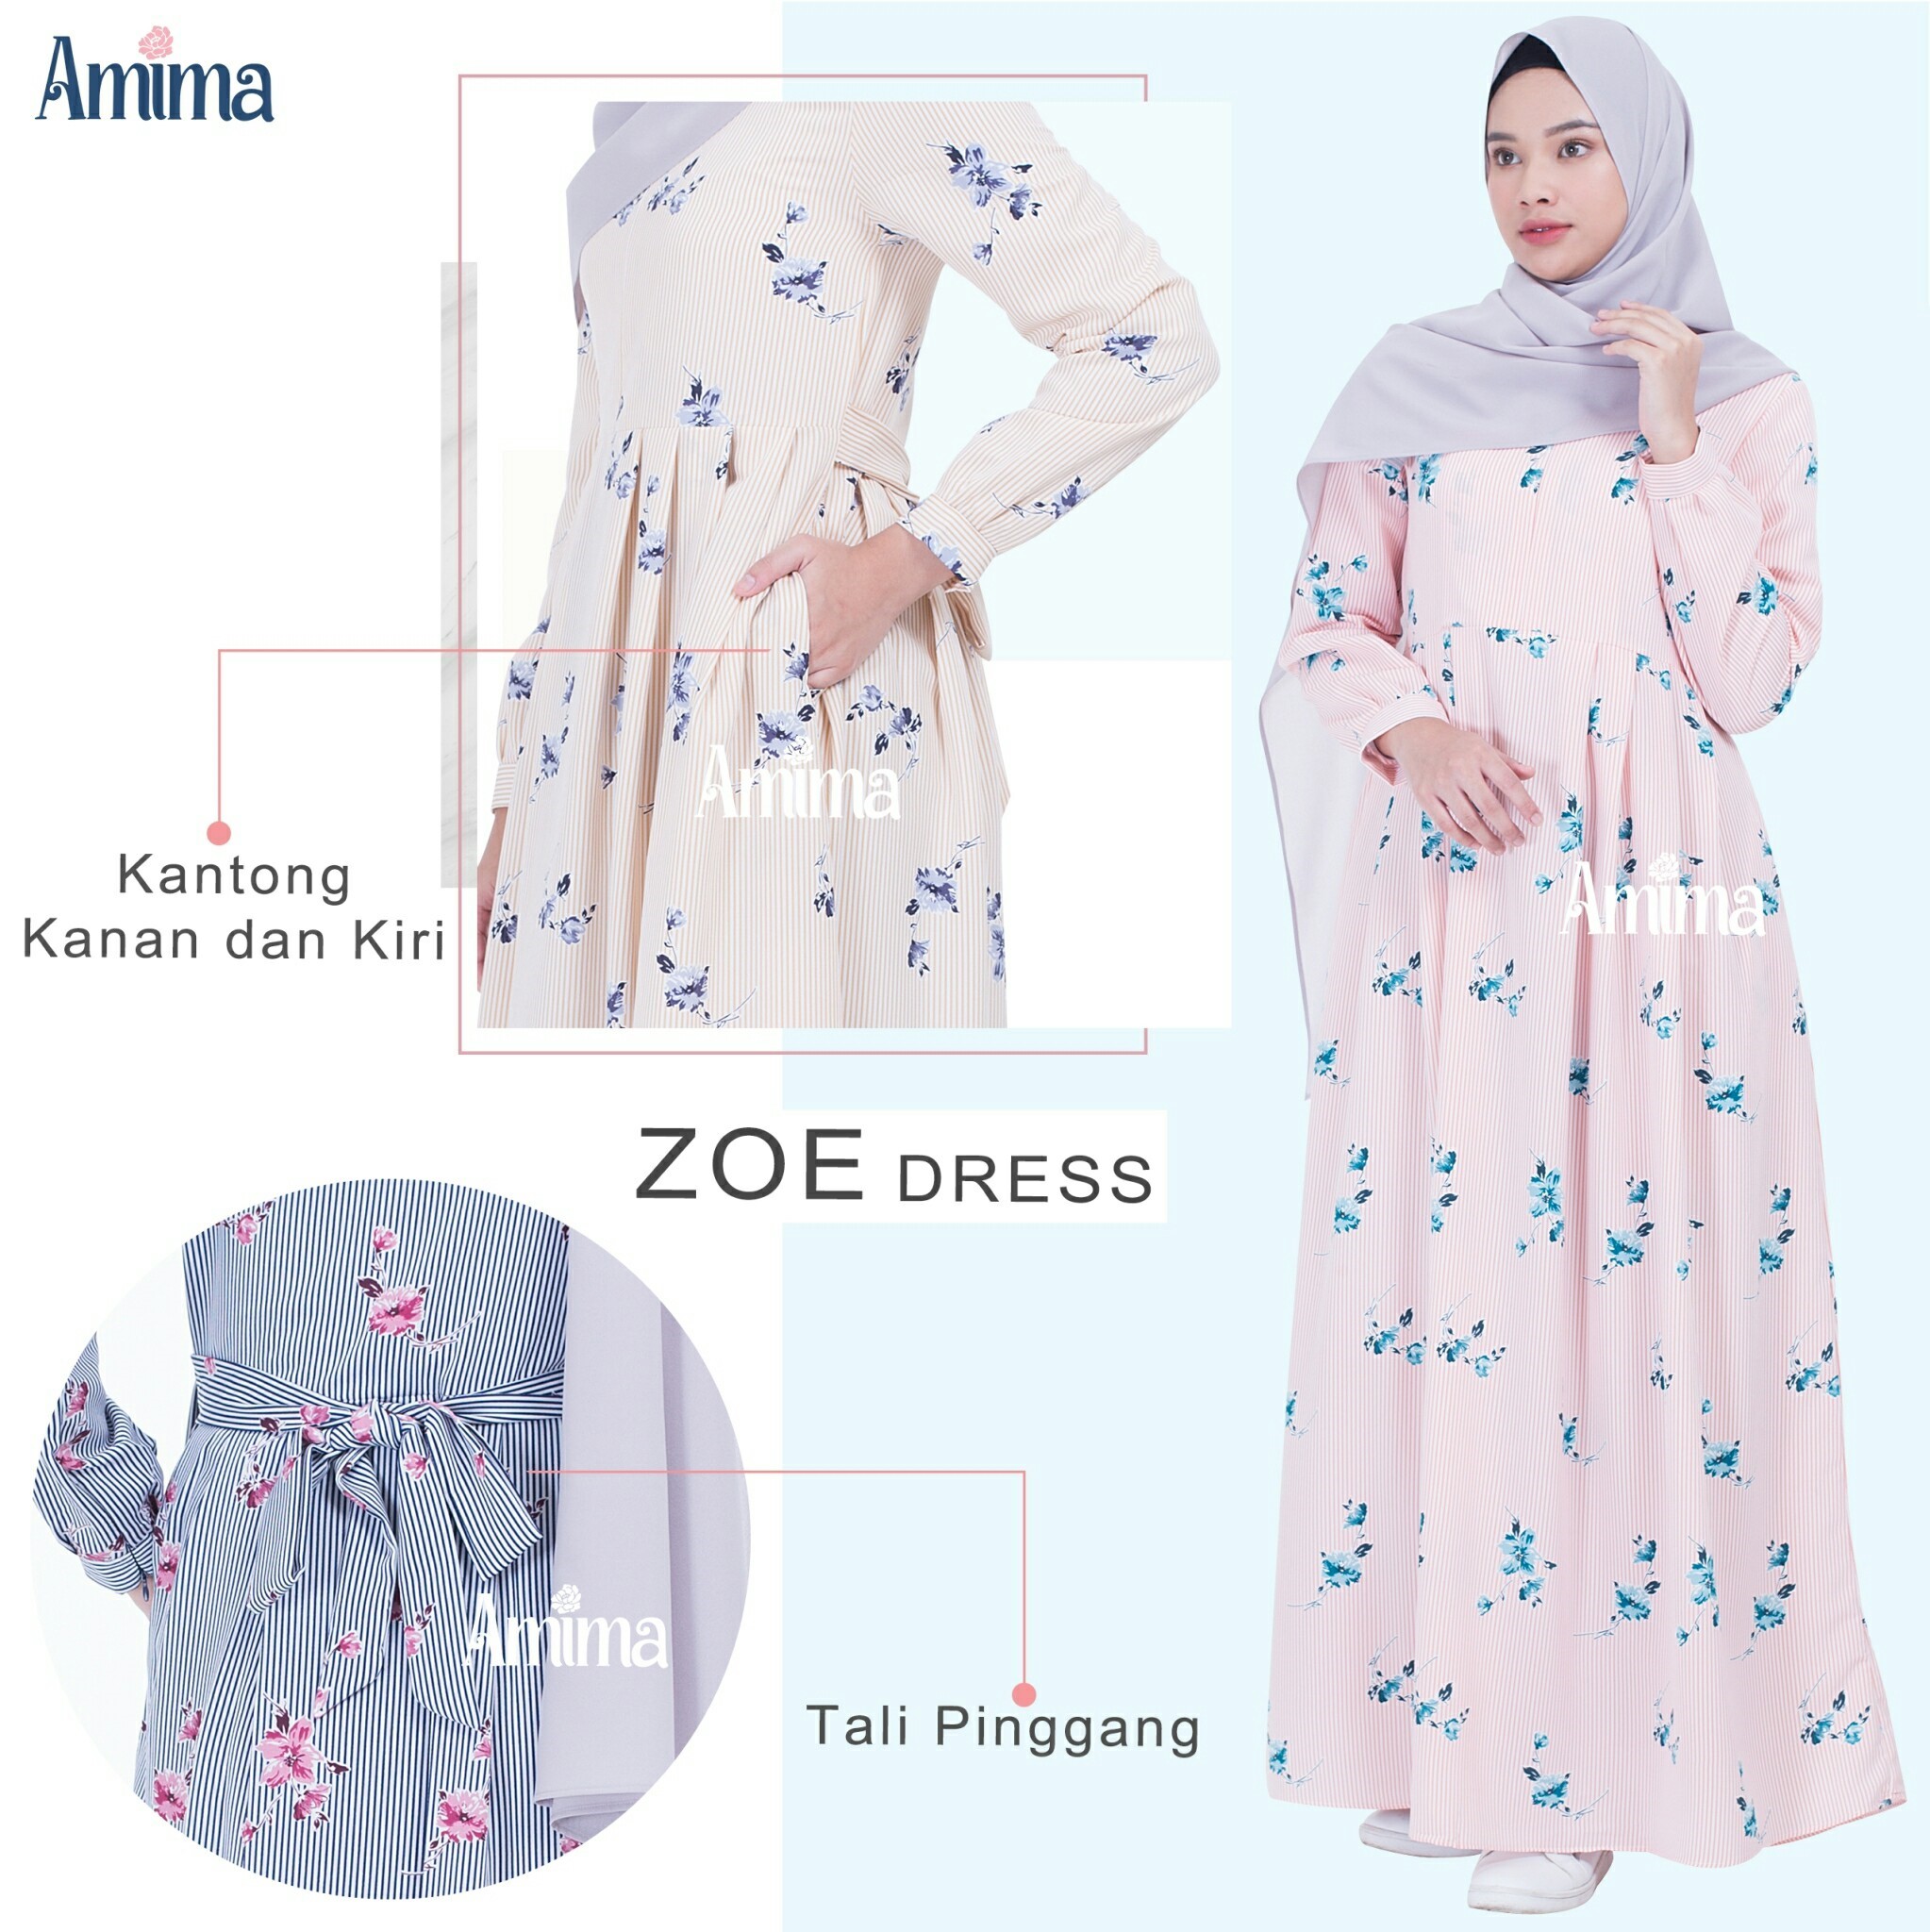 Amima
Amima
Kantong
Kanan dan Kiri
Amima
ZOE DRESS
Amima
Tali Pinggang